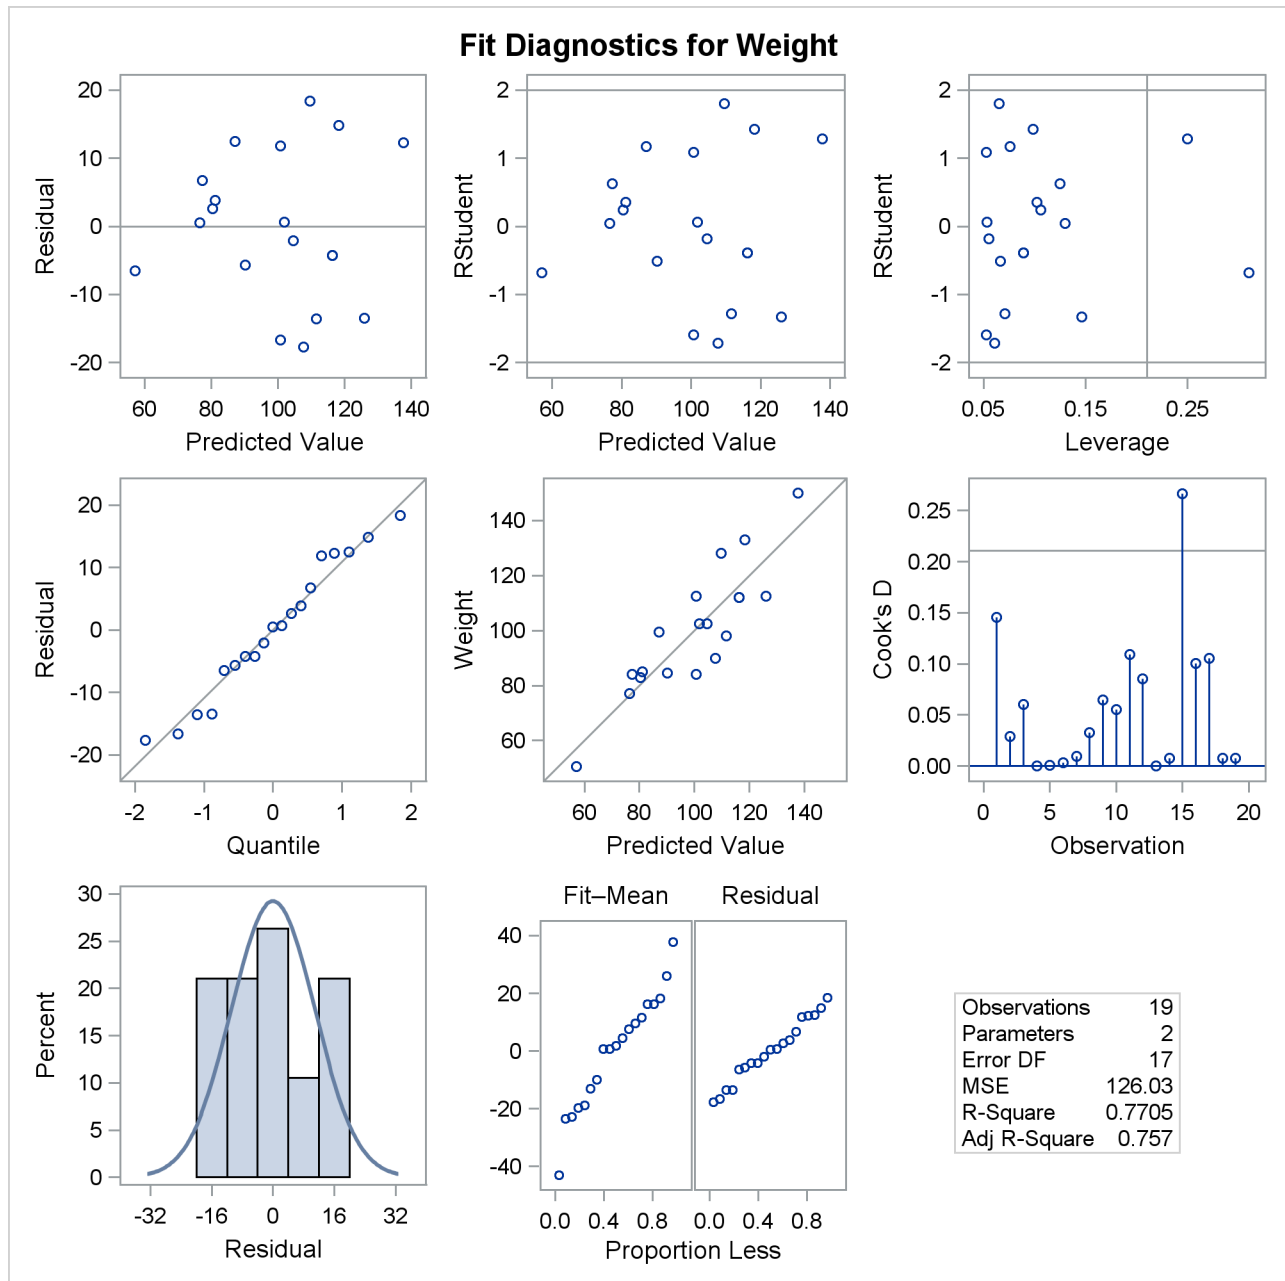 Fit Diagnostics for Weight
20
10
0
-10
-20
Residual
60 80 100 120 140
Predicted Value
2
1
0
-1
-2
RStudent
60 80 100 120 140
Predicted Value
2
1
0
-1
-2
RStudent
0.05 0.15 0.25
Leverage
20
10
0
-10
-20
Residual
-2 -1 0 1 2
Quantile
140
120
100
80
60
Weight
60 80 100 120 140
Predicted Value
0.25
0.20
0.15
0.10
0.05
0.00
Cook's D
0 5 10 15 20
Observation
30
25
20
15
10
5
0
Percent
-32 -16 0 16 32
Residual
Fit–Mean Residual
40
20
0
-20
-40
0.0 0.4 0.8 0.0 0.4 0.8
Proportion Less
Observations 19
Parameters 2
Error DF 17
MSE 126.03
R-Square 0.7705
Adj R-Square 0.757